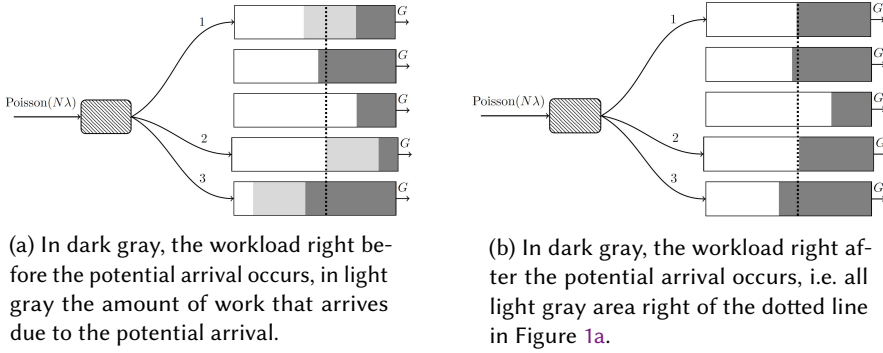 1
G
G
Poisson(Nλ)
G
2
G
3
G
(a) In dark gray, the workload right be-
fore the potential arrival occurs, in light
gray the amount of work that arrives
due to the potential arrival.
1
G
G
Poisson(Nλ)
G
2
G
3
G
(b) In dark gray, the workload right af-
ter the potential arrival occurs, i.e. all
light gray area right of the dotted line
in Figure 1a.